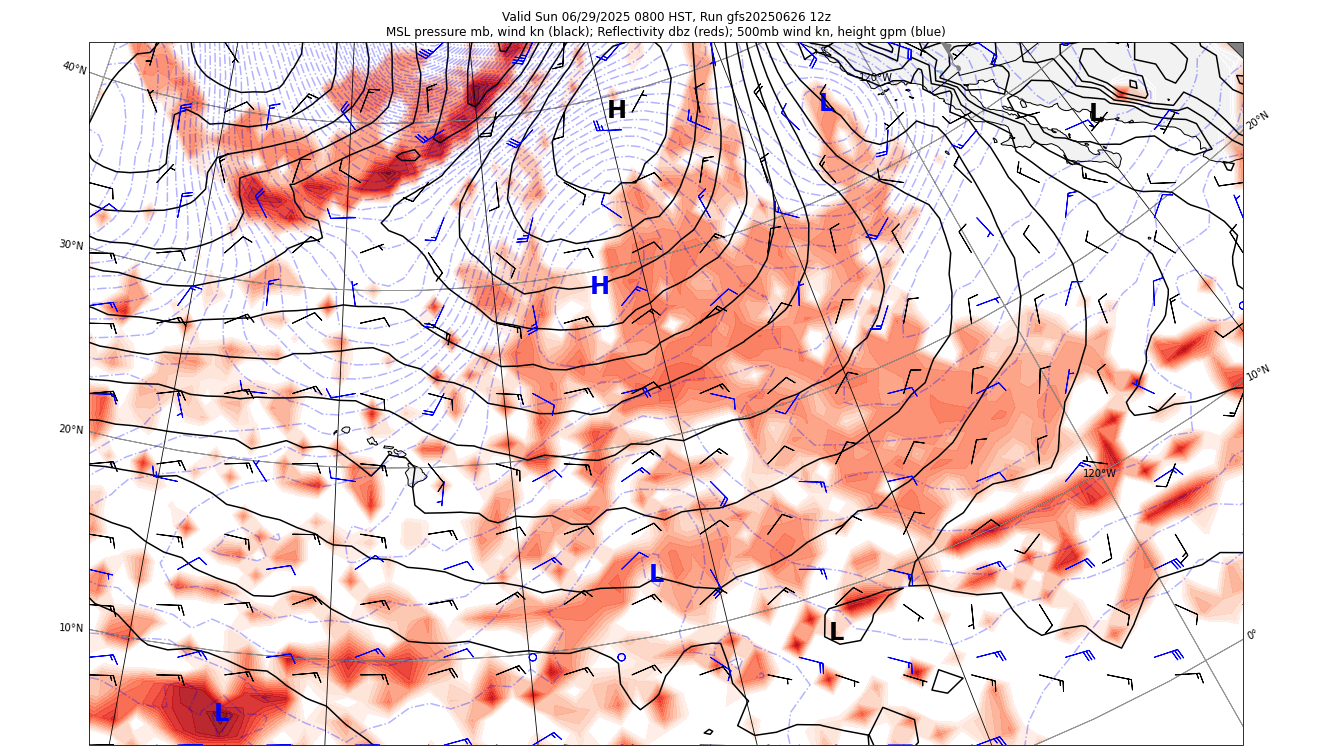 Valid Sun 06/29/2025 0800 HST, Run gfs20250626 12z
MSL pressure mb, wind kn (black); Reflectivity dbz (reds); 500mb wind kn, height gpm (blue)
40°N
120°W
L
H
L
20°N
30°N
H
10°N
20°N
120°W
L
10°N
L
0°
L